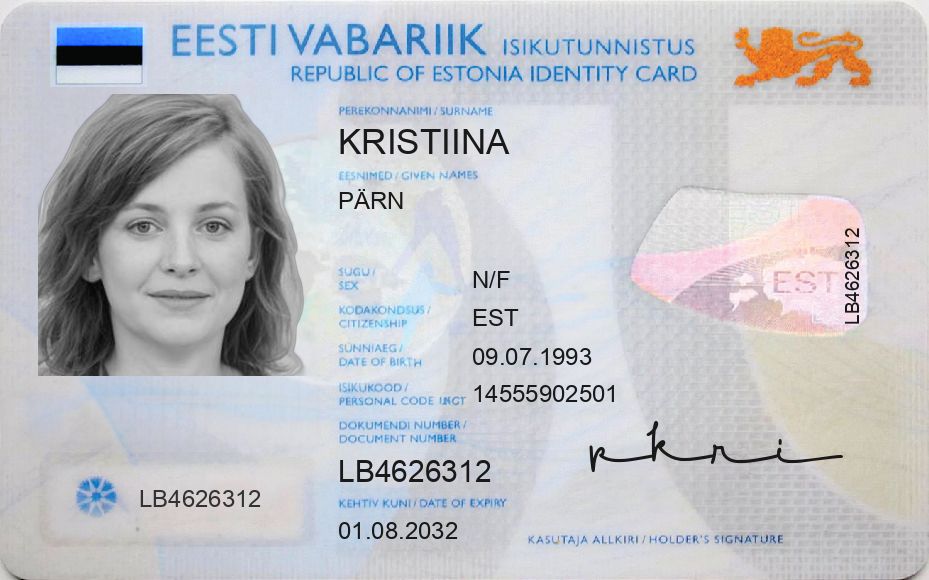 EESTI VABARIIK ISIKUTUNNISTUS
REPUBLIC OF ESTONIA IDENTITY CARD
PEREKONNANIMI / SURNAME
KRISTIINA
EESNIMED / GIVEN NAMES
PÄRN
SUGU / SEX
N/F
KODAKONDSUS / CITIZENSHIP
EST
SÜNNIAEG / DATE OF BIRTH
09.07.1993
ISIKUKOOD / PERSONAL CODE
14555902501
DOKUMENDI NUMBER / DOCUMENT NUMBER
LB4626312
KEHTIV KUNI / DATE OF EXPIRY
01.08.2032
LB4626312
EST
LB4626312
pkri
KASUTAJA ALLKIRI / HOLDER'S SIGNATURE